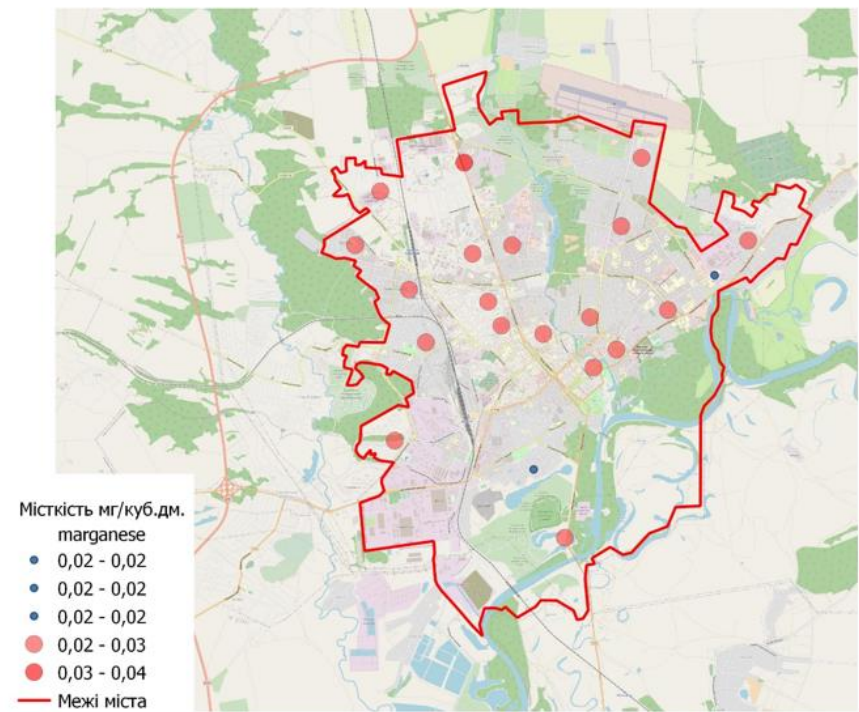 Місткість мг/куб.дм.
marganese
0,02 - 0,02
0,02 - 0,02
0,02 - 0,02
0,02 - 0,03
0,03 - 0,04
Межі міста